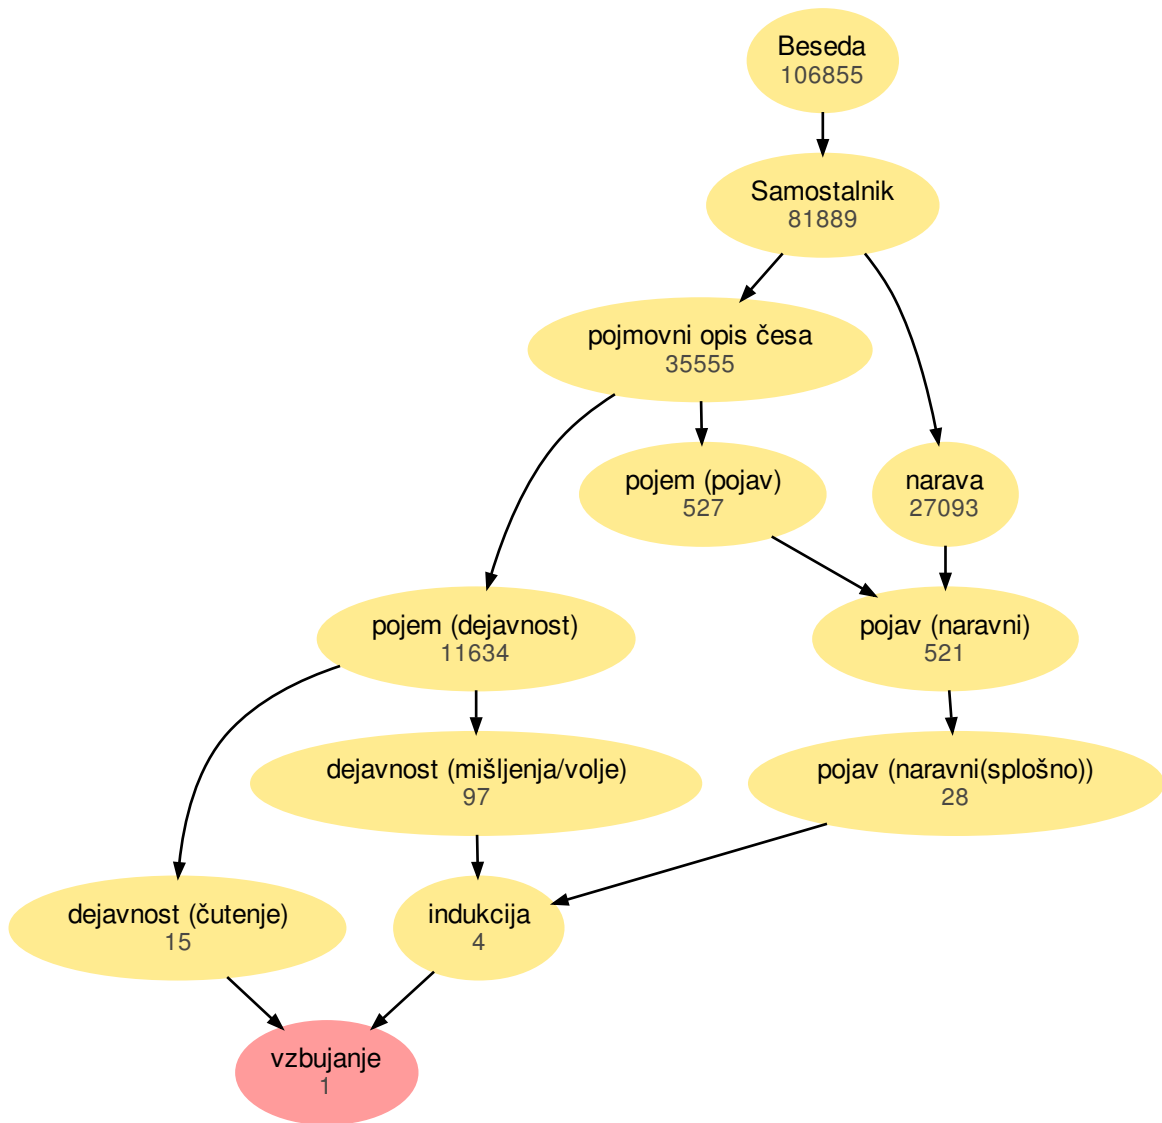 Beseda
106855
Samostalnik
81889
pojmovni opis česa
35555
pojem (pojav)
527
narava
27093
pojem (dejavnost)
11634
pojav (naravni)
521
dejavnost (mišljenja/volje)
97
pojav (naravni(splošno))
28
dejavnost (čutenje)
15
indukcija
4
vzbujanje
1